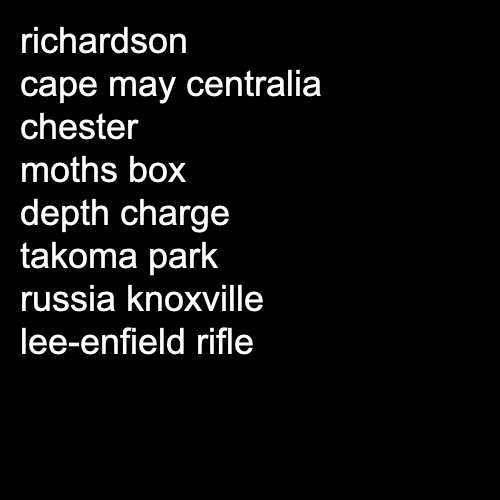 richardson
cape may centralia
chester
moths box
depth charge
takoma park
russia knoxville
lee-enfield rifle